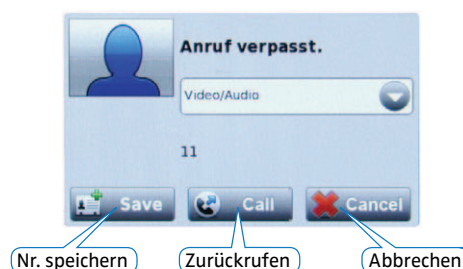 Anruf verpasst.
Video/Audio
11
Save Call Cancel
Nr. speichern Zurückrufen Abbrechen